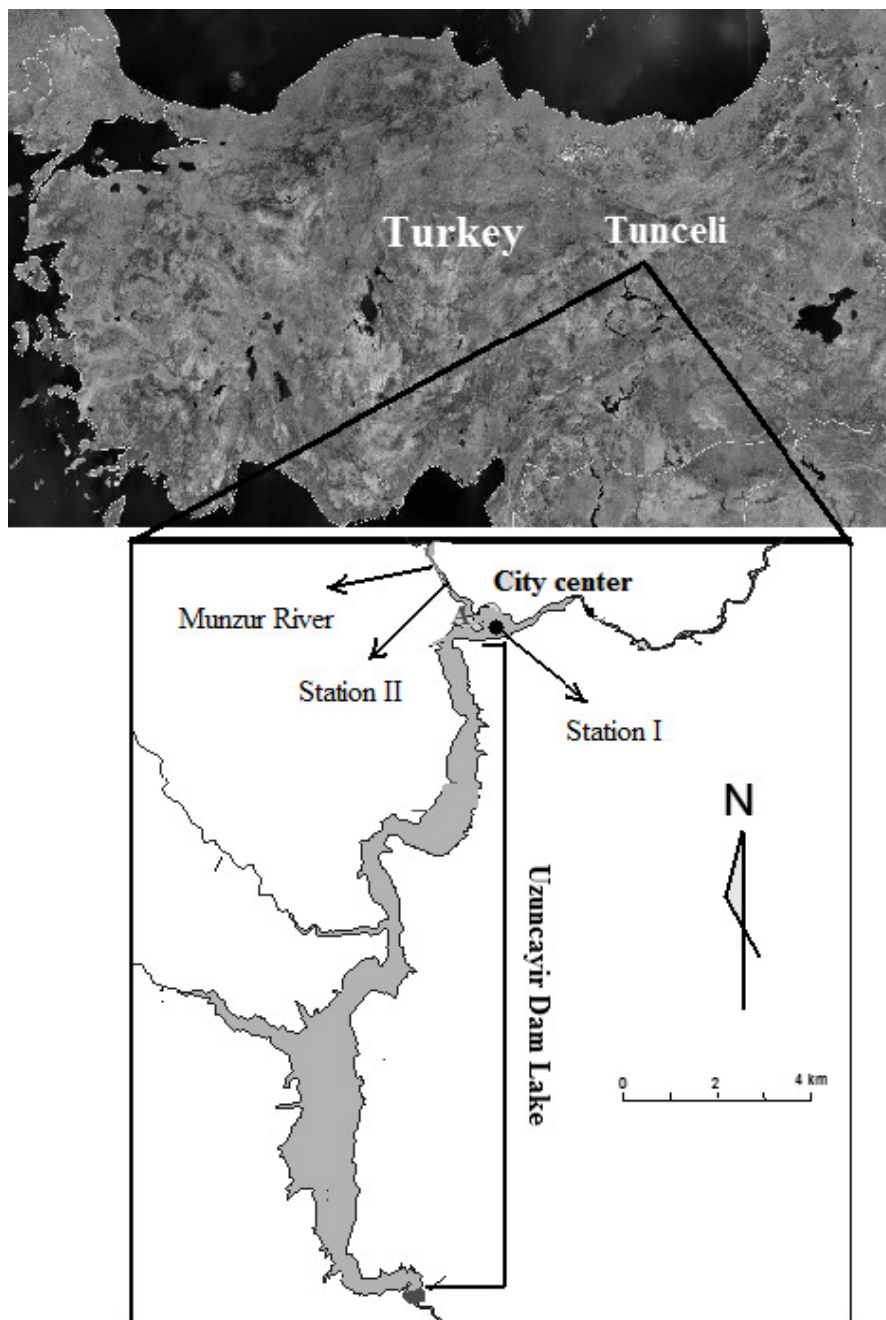 Turkey
Tunceli
City center
Munzur River
Station II
Station I
N
Uzuncayir Dam Lake
0 2 4 km